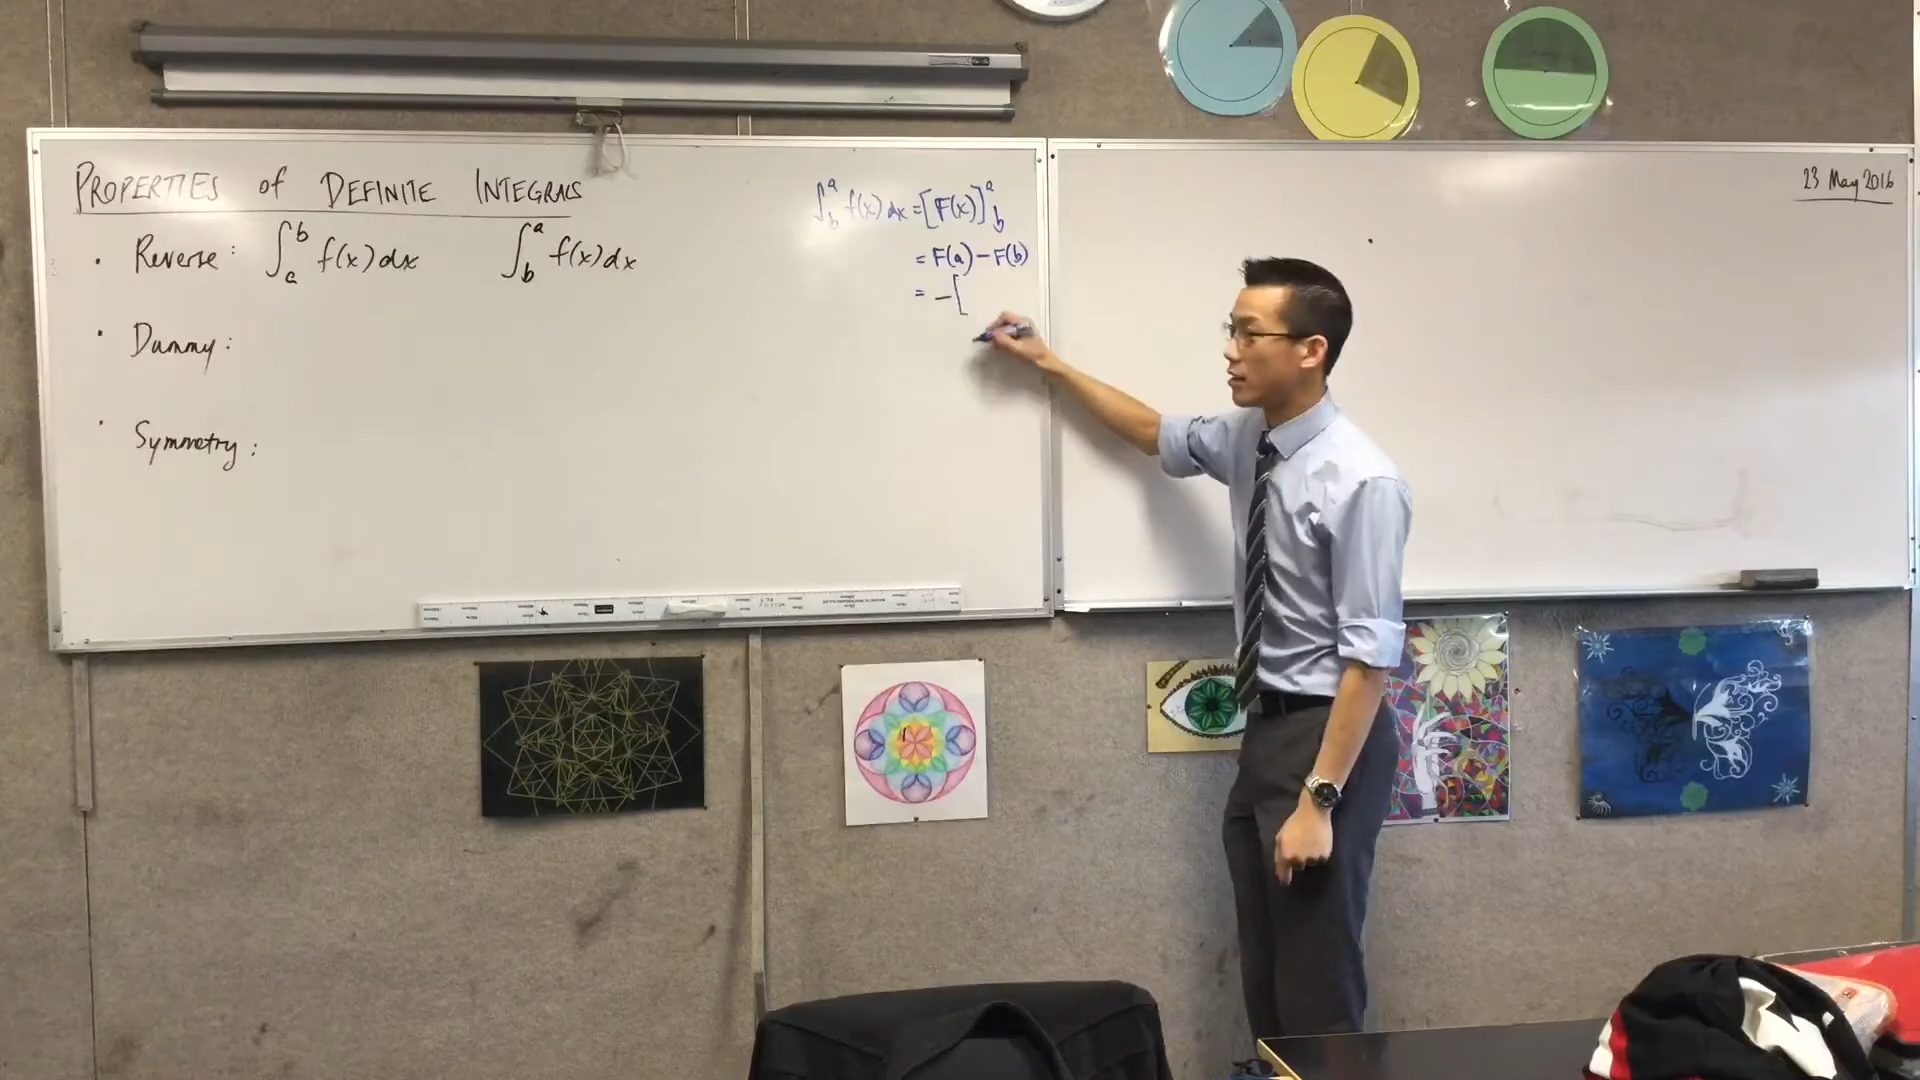 PROPERTIES of DEFINITE INTEGRALS
• Reverse: ∫_a^b f(x) dx ∫_b^a f(x) dx
• Dummy:
• Symmetry:
∫_b^a f(x) dx = [F(x)]_b^a
= F(a) – F(b)
= –[
23 May 2016